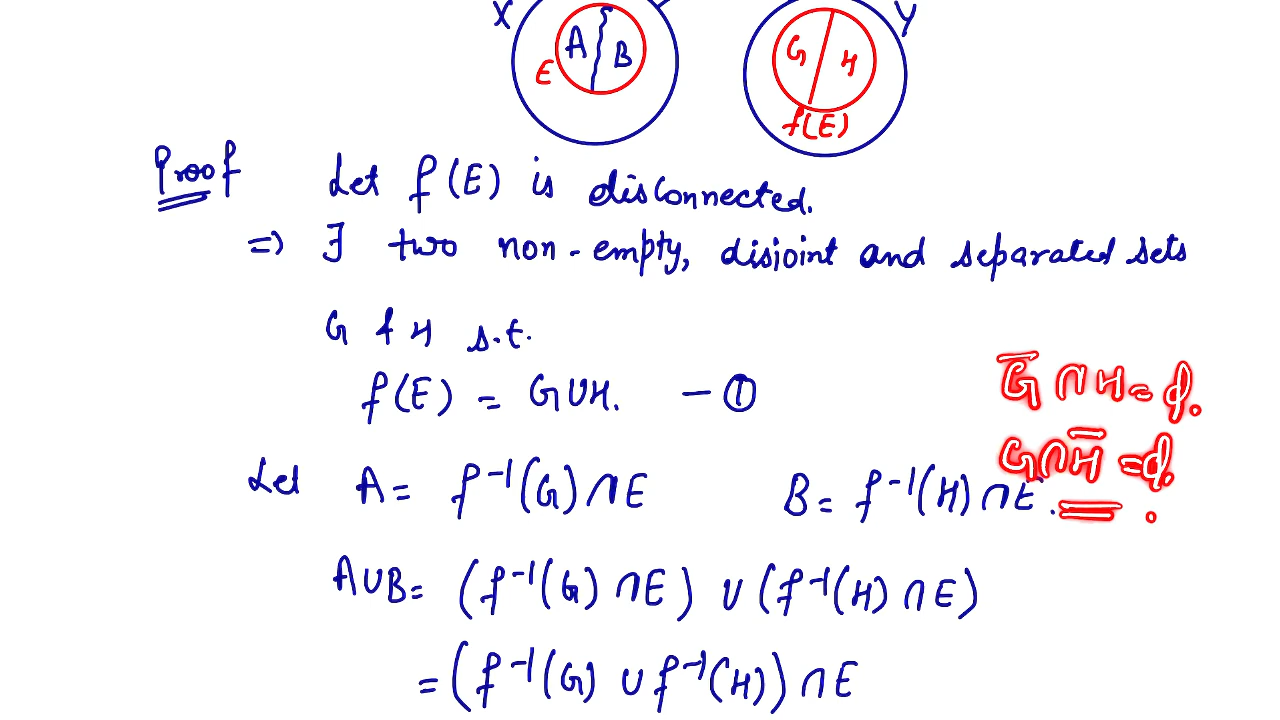 X Y
A B G H
E
f(E)
Proof Let f(E) is disconnected.
=> ∃ two non-empty, disjoint and separated sets
G & H s.t.
G̅ ∩ H = ϕ.
f(E) = G∪H. — ①
G ∩ H̅ = ϕ.
Let A = f⁻¹(G) ∩ E B = f⁻¹(H) ∩ E.
A∪B = (f⁻¹(G) ∩ E) ∪ (f⁻¹(H) ∩ E)
= (f⁻¹(G) ∪ f⁻¹(H)) ∩ E